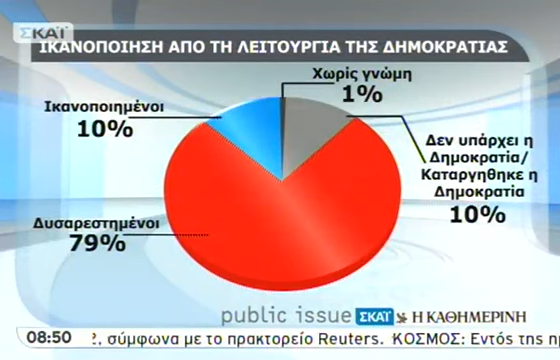 ΣΚΑΪ
ΙΚΑΝΟΠΟΙΗΣΗ ΑΠΟ ΤΗ ΛΕΙΤΟΥΡΓΙΑ ΤΗΣ ΔΗΜΟΚΡΑΤΙΑΣ
Χωρίς γνώμη
1%
Ικανοποιημένοι
10%
Δεν υπάρχει η
Δημοκρατία/
Καταργήθηκε η
Δημοκρατία
10%
Δυσαρεστημένοι
79%
public issue ΣΚΑΪ Η ΚΑΘΗΜΕΡΙΝΗ
08:50 2, σύμφωνα με το πρακτορείο Reuters. ΚΟΣΜΟΣ: Εντός της η